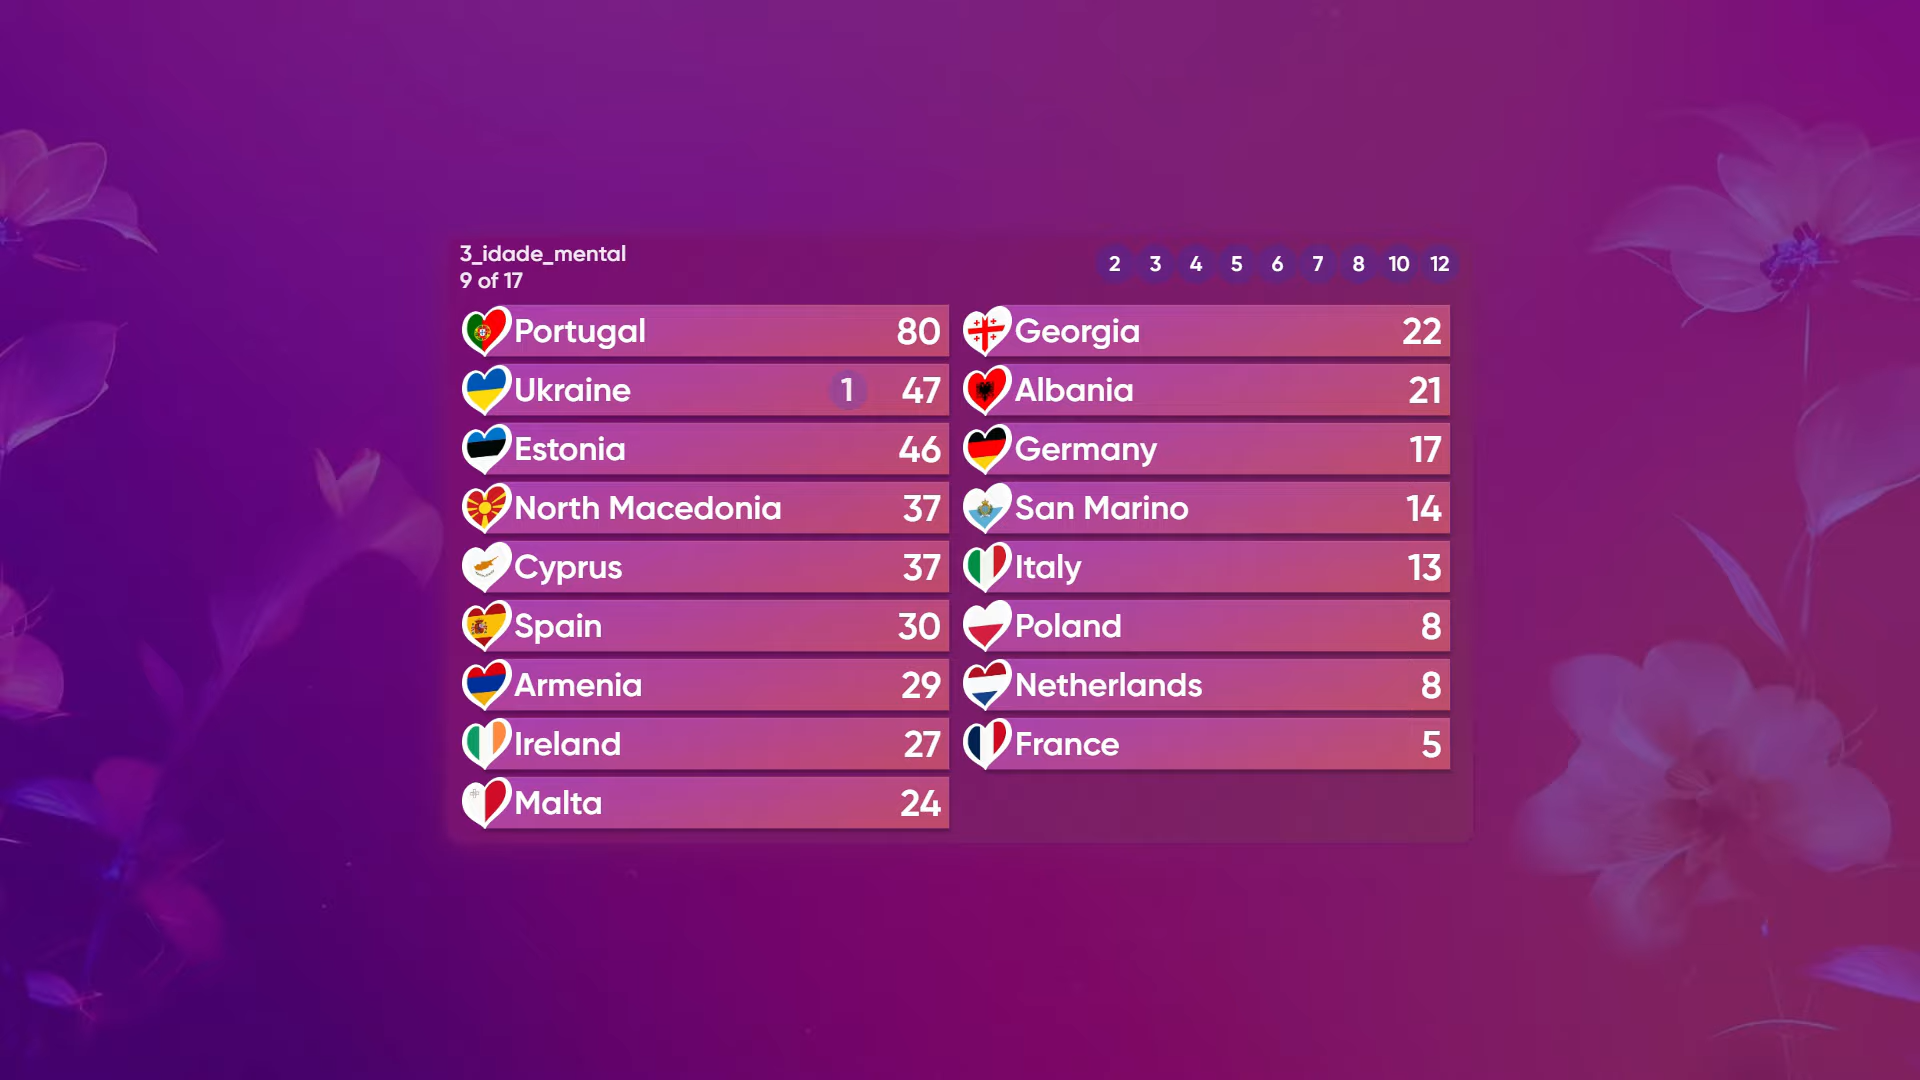 3_idade_mental
9 of 17
2 3 4 5 6 7 8 10 12
Portugal 80
Ukraine 1 47
Estonia 46
North Macedonia 37
Cyprus 37
Spain 30
Armenia 29
Ireland 27
Malta 24
Georgia 22
Albania 21
Germany 17
San Marino 14
Italy 13
Poland 8
Netherlands 8
France 5